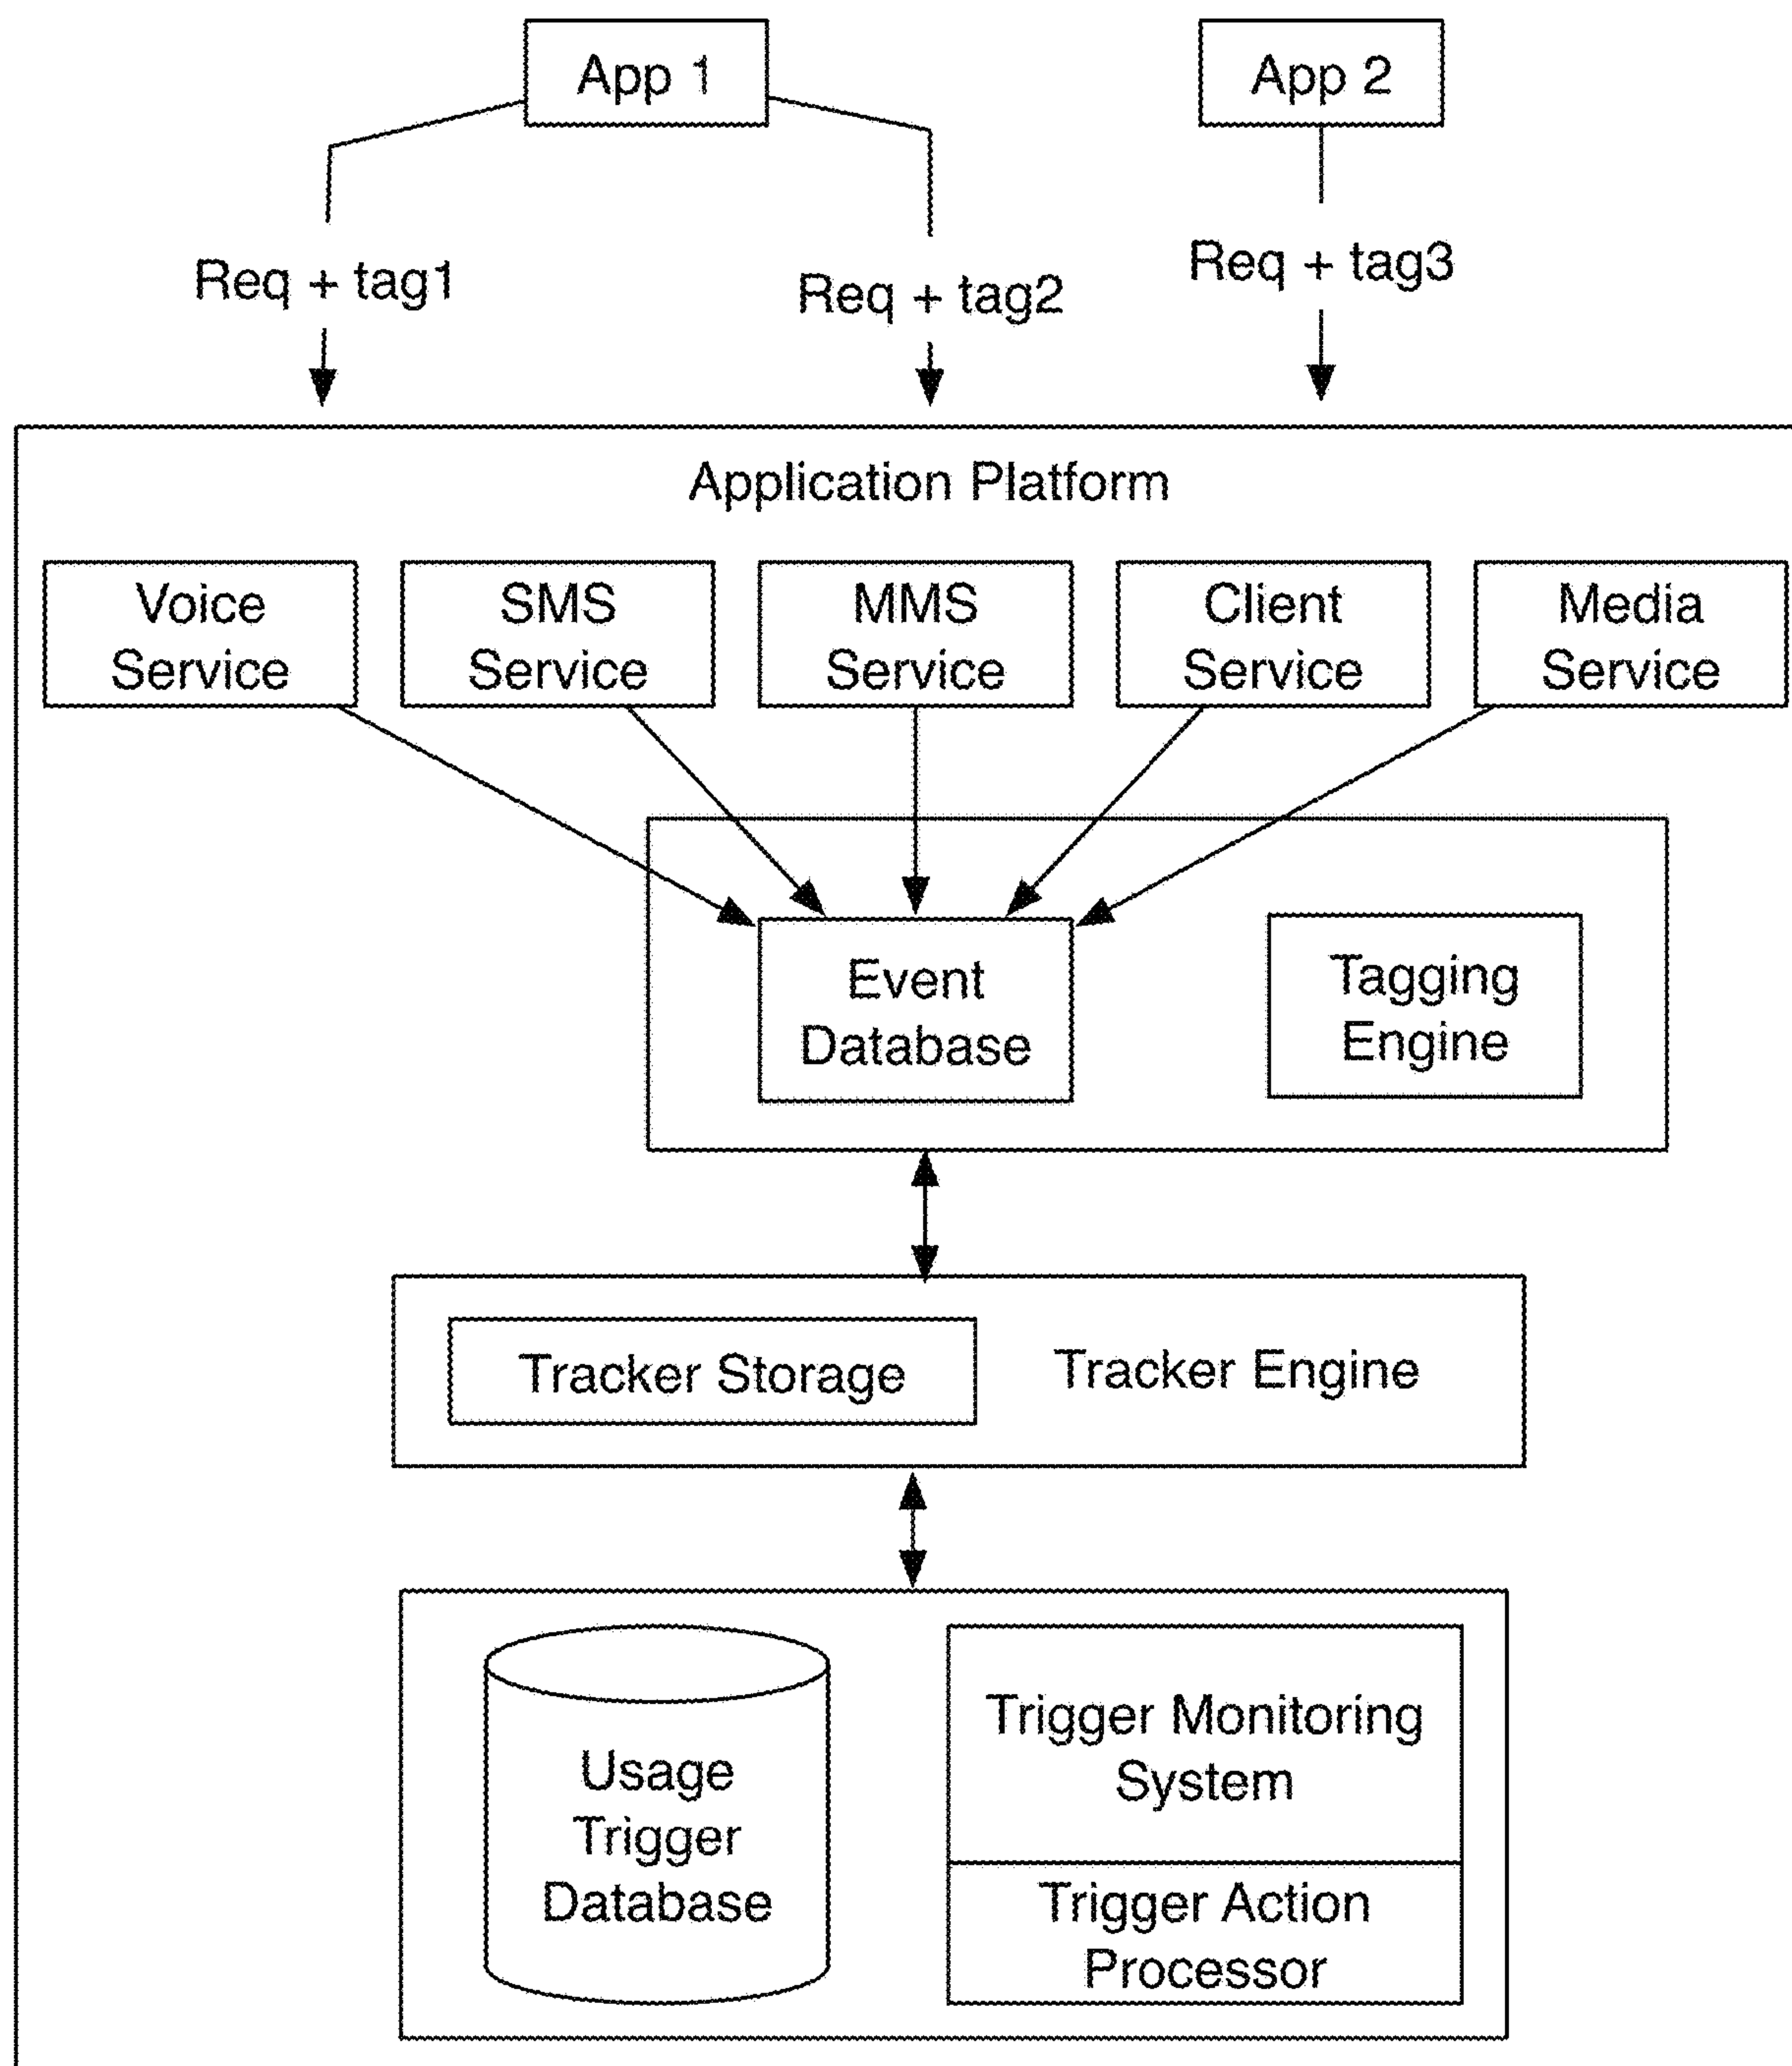 App 1
App 2
Req + tag1
Req + tag2
Req + tag3
Application Platform
Voice
Service
SMS
Service
MMS
Service
Client
Service
Media
Service
Event
Database
Tagging
Engine
Tracker Storage
Tracker Engine
Usage
Trigger
Database
Trigger Monitoring
System
Trigger Action
Processor